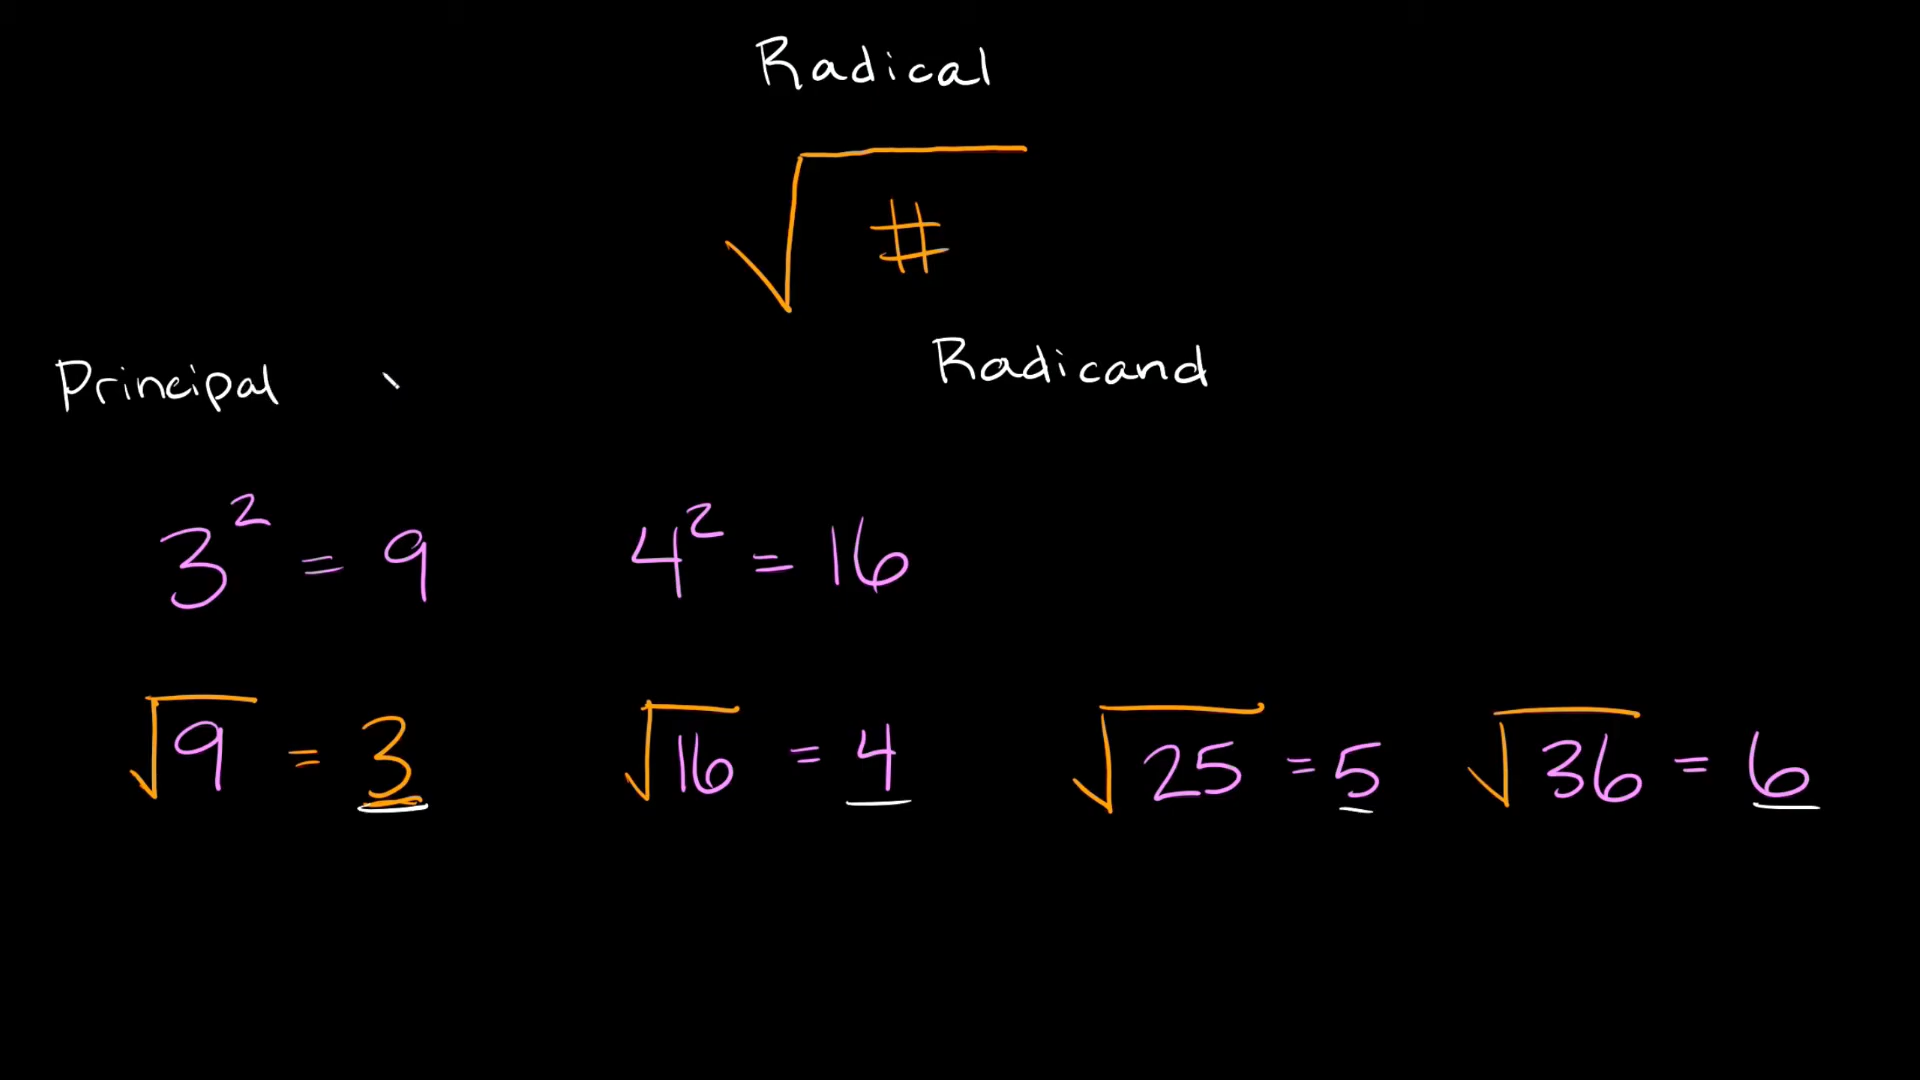 Radical
√#
Principal
Radicand
3² = 9
4² = 16
√9 = 3
√16 = 4
√25 = 5
√36 = 6